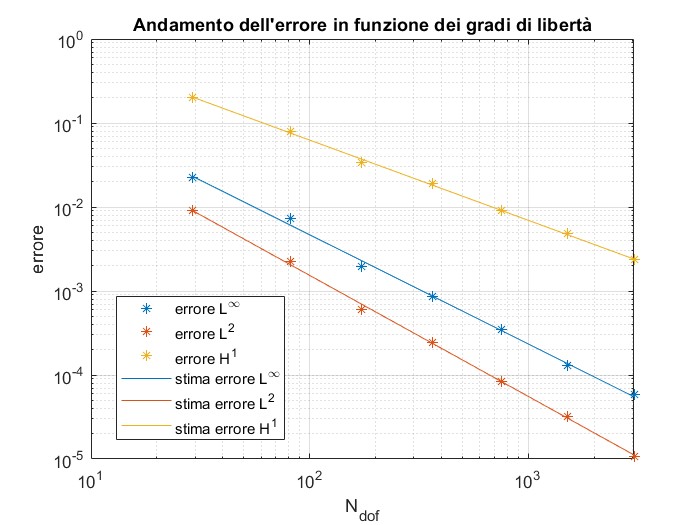 Andamento dell'errore in funzione dei gradi di libertà
10^0
10^-1
10^-2
10^-3
10^-4
10^-5
errore
errore L^∞
errore L^2
errore H^1
stima errore L^∞
stima errore L^2
stima errore H^1
10^1
10^2
10^3
N_dof